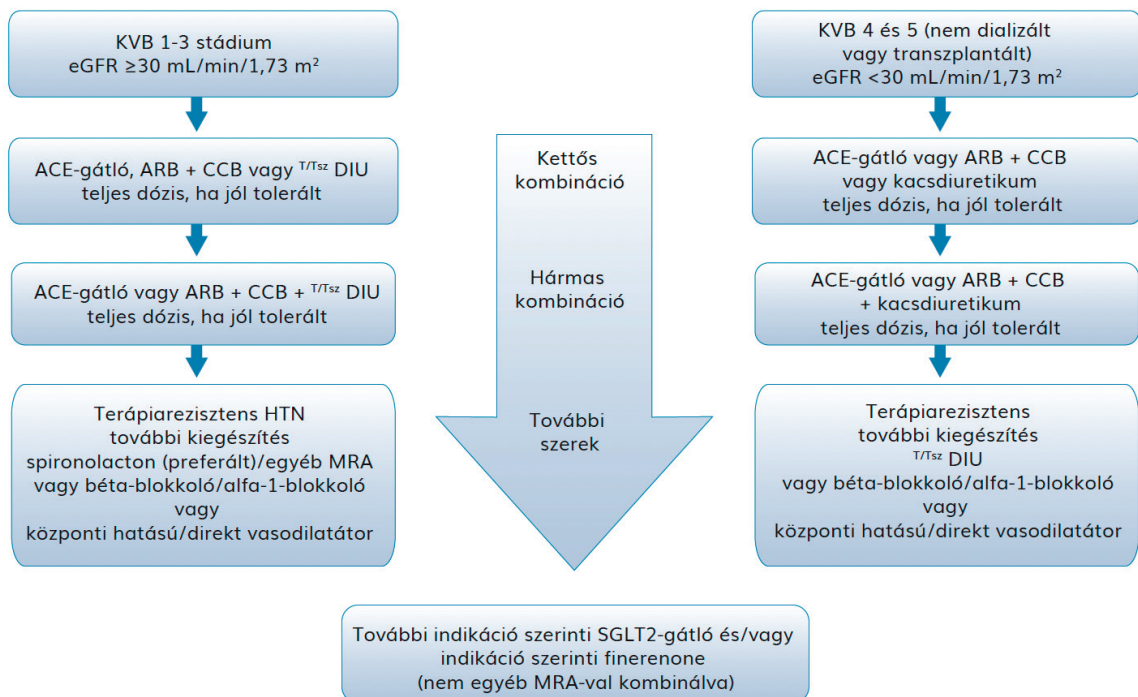 KVB 1-3 stádium
eGFR ≥30 mL/min/1,73 m²
ACE-gátló, ARB + CCB vagy T/Tsz DIU
teljes dózis, ha jól tolerált
ACE-gátló vagy ARB + CCB + T/Tsz DIU
teljes dózis, ha jól tolerált
Terápiarezisztens HTN
további kiegészítés
spironolacton (preferált)/egyéb MRA
vagy béta-blokkoló/alfa-1-blokkoló
vagy
központi hatású/direkt vasodilatátor
Kettős
kombináció
Hármas
kombináció
További
szerek
KVB 4 és 5 (nem dializált
vagy transzplantált)
eGFR <30 mL/min/1,73 m²
ACE-gátló vagy ARB + CCB
vagy kacsdiuretikum
teljes dózis, ha jól tolerált
ACE-gátló vagy ARB + CCB
+ kacsdiuretikum
teljes dózis, ha jól tolerált
Terápiarezisztens
további kiegészítés
T/Tsz DIU
vagy béta-blokkoló/alfa-1-blokkoló
vagy
központi hatású/direkt vasodilatátor
További indikáció szerinti SGLT2-gátló és/vagy
indikáció szerinti finerenone
(nem egyéb MRA-val kombinálva)